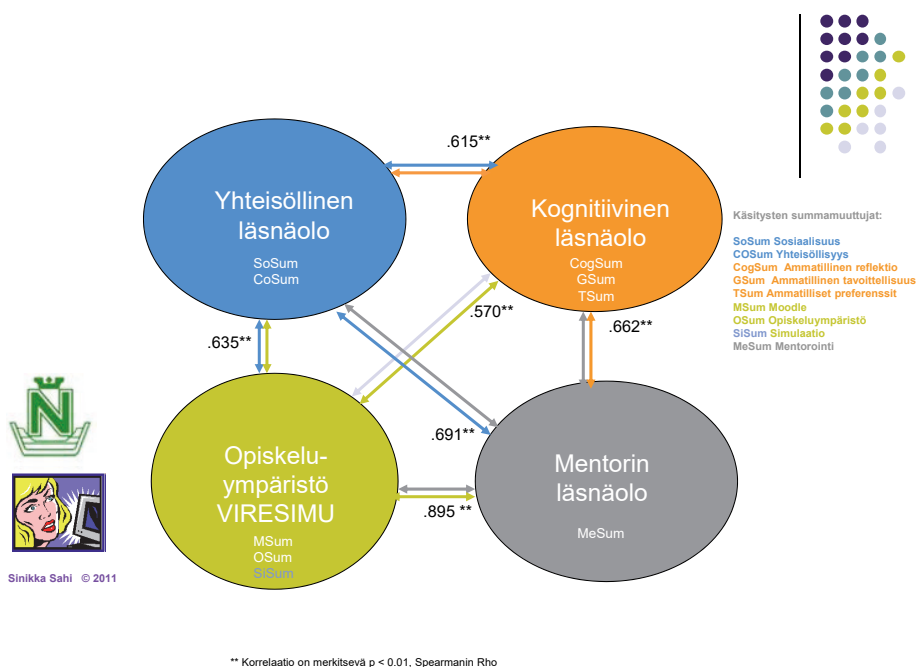 .615**
Yhteisöllinen
läsnäolo
SoSum
CoSum
Kognitiivinen
läsnäolo
CogSum
GSum
TSum
Käsitysten summamuuttujat:
SoSum Sosiaalisuus
COSum Yhteisöllisyys
CogSum Ammatillinen reflektio
GSum Ammatillinen tavoittellisuus
TSum Ammatilliset preferenssit
MSum Moodle
OSum Opiskeluympäristö
SiSum Simulaatio
MeSum Mentorointi
.570**
.662**
.635**
.691**
N
Opiskelu-
ympäristö
VIRESIMU
MSum
OSum
SiSum
Mentorin
läsnäolo
MeSum
.895 **
Sinikka Sahi © 2011
** Korrelaatio on merkitsevä p < 0.01, Spearmanin Rho